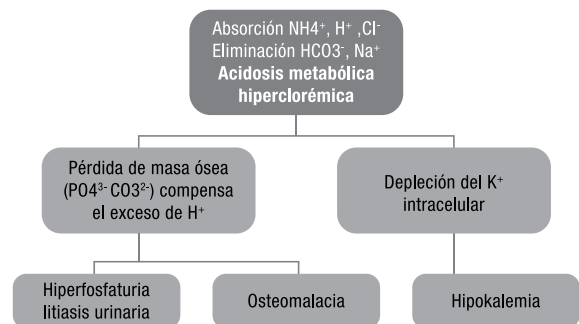 Absorción NH4⁺, H⁺ ,Cl⁻
Eliminación HCO3⁻, Na⁺
Acidosis metabólica
hiperclorémica
Pérdida de masa ósea
(PO4³⁻ CO3²⁻) compensa
el exceso de H⁺
Depleción del K⁺
intracelular
Hiperfosfaturia
litiasis urinaria
Osteomalacia
Hipokalemia